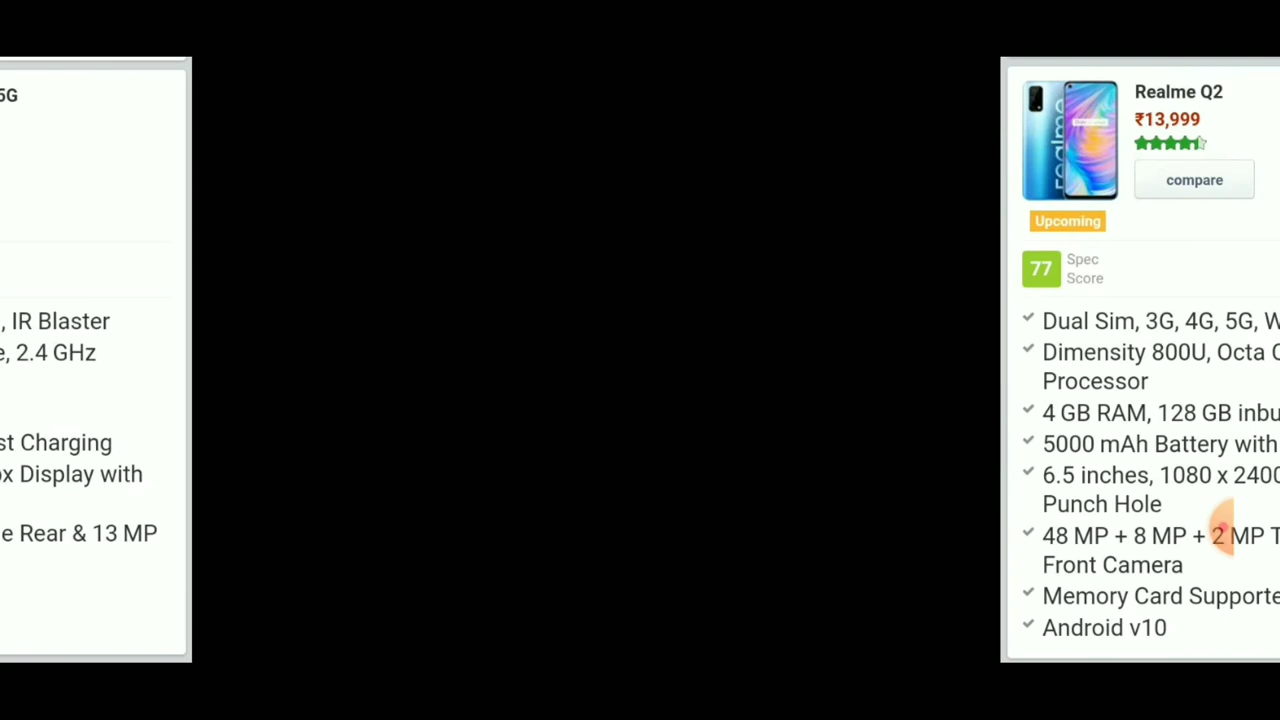 5G
, IR Blaster
, 2.4 GHz
st Charging
x Display with
e Rear & 13 MP
realme
Realme Q2
₹13,999
compare
Upcoming
77
Spec
Score
Dual Sim, 3G, 4G, 5G, W
Dimensity 800U, Octa
Processor
4 GB RAM, 128 GB inbu
5000 mAh Battery with
6.5 inches, 1080 x 2400
Punch Hole
48 MP + 8 MP + 2 MP T
Front Camera
Memory Card Supporte
Android v10